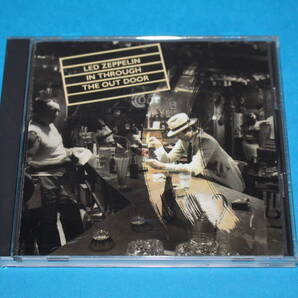 LED ZEPPELIN
IN THROUGH
THE OUT DOOR